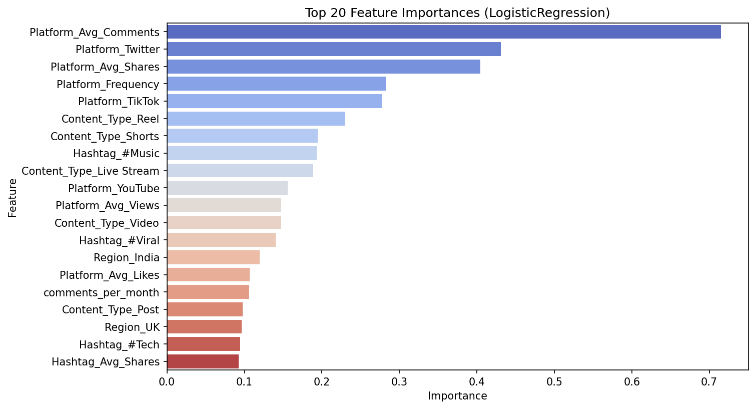 Top 20 Feature Importances (LogisticRegression)
Platform_Avg_Comments
Platform_Twitter
Platform_Avg_Shares
Platform_Frequency
Platform_TikTok
Content_Type_Reel
Content_Type_Shorts
Hashtag_#Music
Content_Type_Live Stream
Platform_YouTube
Platform_Avg_Views
Content_Type_Video
Hashtag_#Viral
Region_India
Platform_Avg_Likes
comments_per_month
Content_Type_Post
Region_UK
Hashtag_#Tech
Hashtag_Avg_Shares
Feature
0.0 0.1 0.2 0.3 0.4 0.5 0.6 0.7
Importance